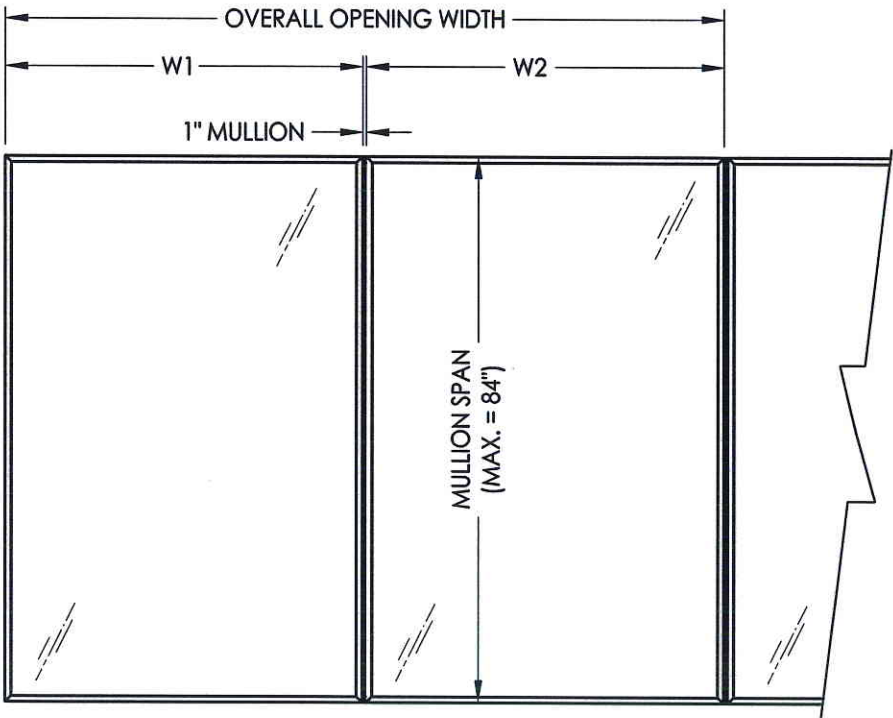 OVERALL OPENING WIDTH
W1
W2
1" MULLION
MULLION SPAN
(MAX. = 84")